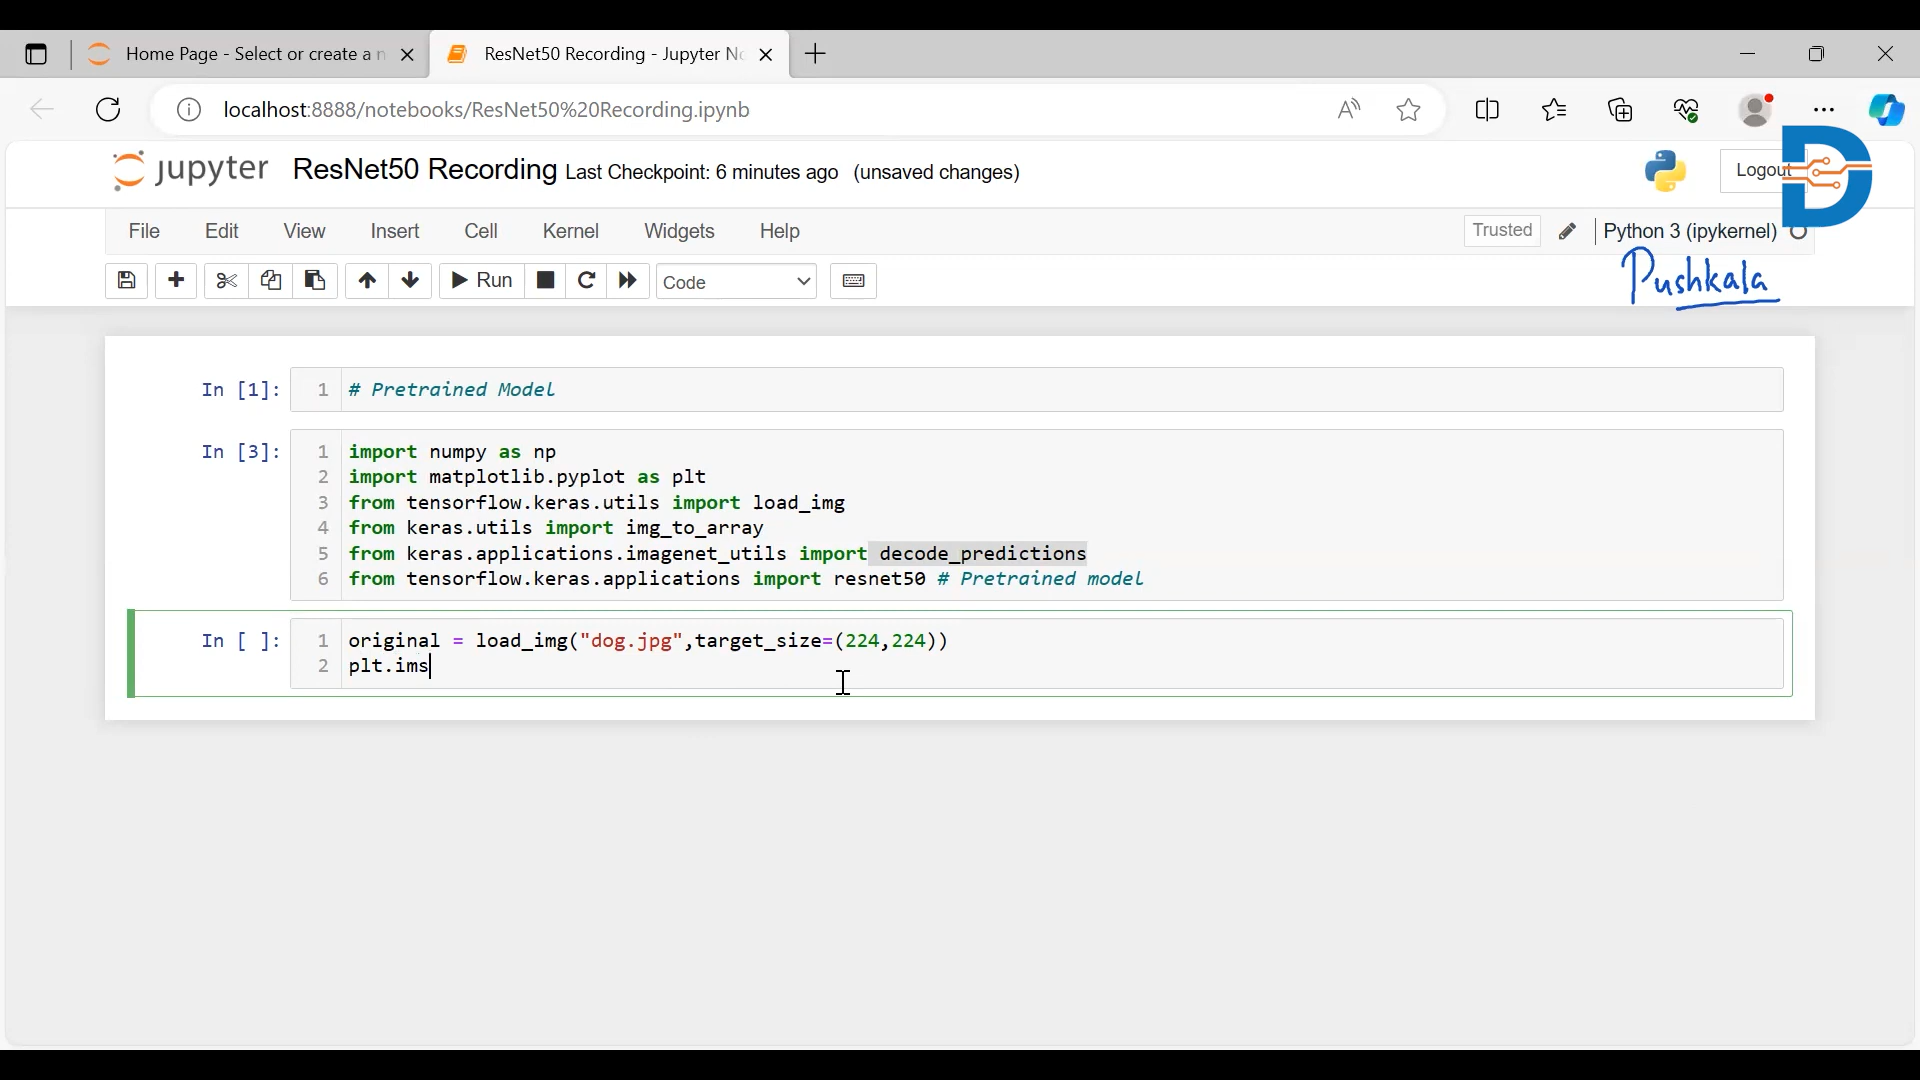 Home Page - Select or create a n
ResNet50 Recording - Jupyter No
localhost:8888/notebooks/ResNet50%20Recording.ipynb
jupyter ResNet50 Recording Last Checkpoint: 6 minutes ago (unsaved changes)
Logout
File Edit View Insert Cell Kernel Widgets Help
Trusted
Python 3 (ipykernel)
Run
Code
Pushkala
In [1]:
1 # Pretrained Model
In [3]:
1 import numpy as np
2 import matplotlib.pyplot as plt
3 from tensorflow.keras.utils import load_img
4 from keras.utils import img_to_array
5 from keras.applications.imagenet_utils import decode_predictions
6 from tensorflow.keras.applications import resnet50 # Pretrained model
In [ ]:
1 original = load_img("dog.jpg",target_size=(224,224))
2 plt.ims